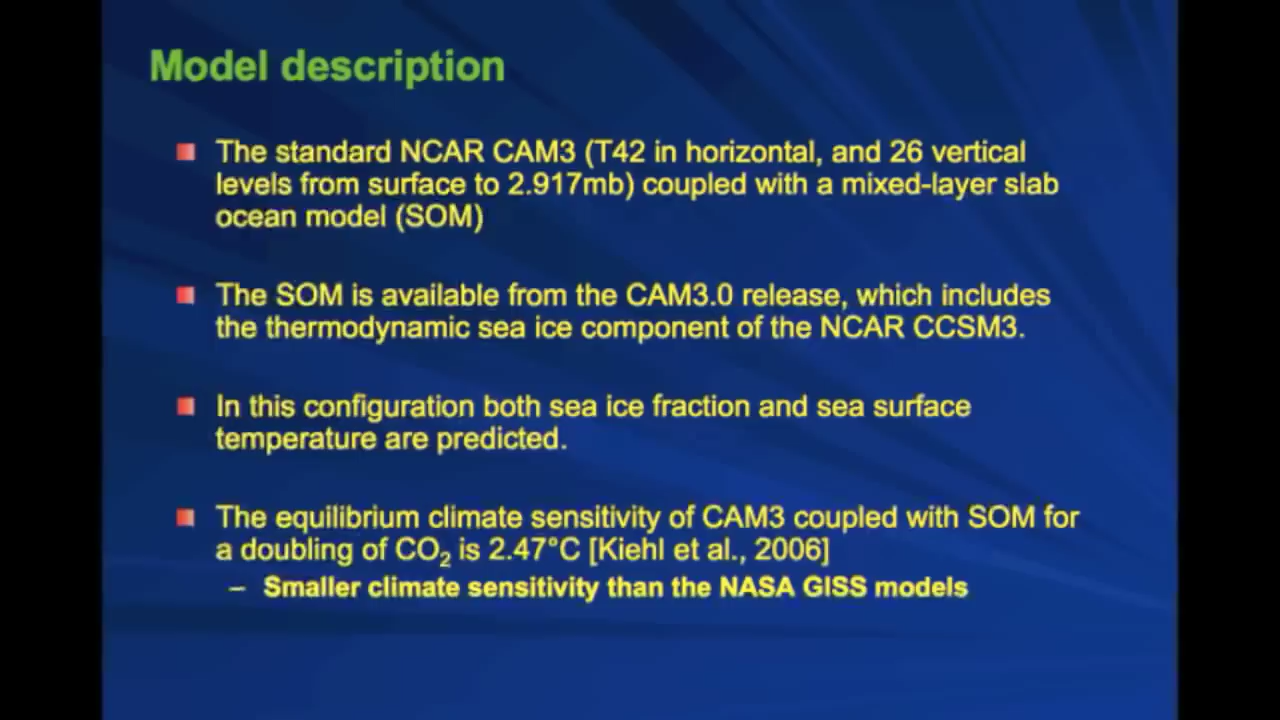 Model description
The standard NCAR CAM3 (T42 in horizontal, and 26 vertical
levels from surface to 2.917mb) coupled with a mixed-layer slab
ocean model (SOM)
The SOM is available from the CAM3.0 release, which includes
the thermodynamic sea ice component of the NCAR CCSM3.
In this configuration both sea ice fraction and sea surface
temperature are predicted.
The equilibrium climate sensitivity of CAM3 coupled with SOM for
a doubling of CO₂ is 2.47°C [Kiehl et al., 2006]
– Smaller climate sensitivity than the NASA GISS models